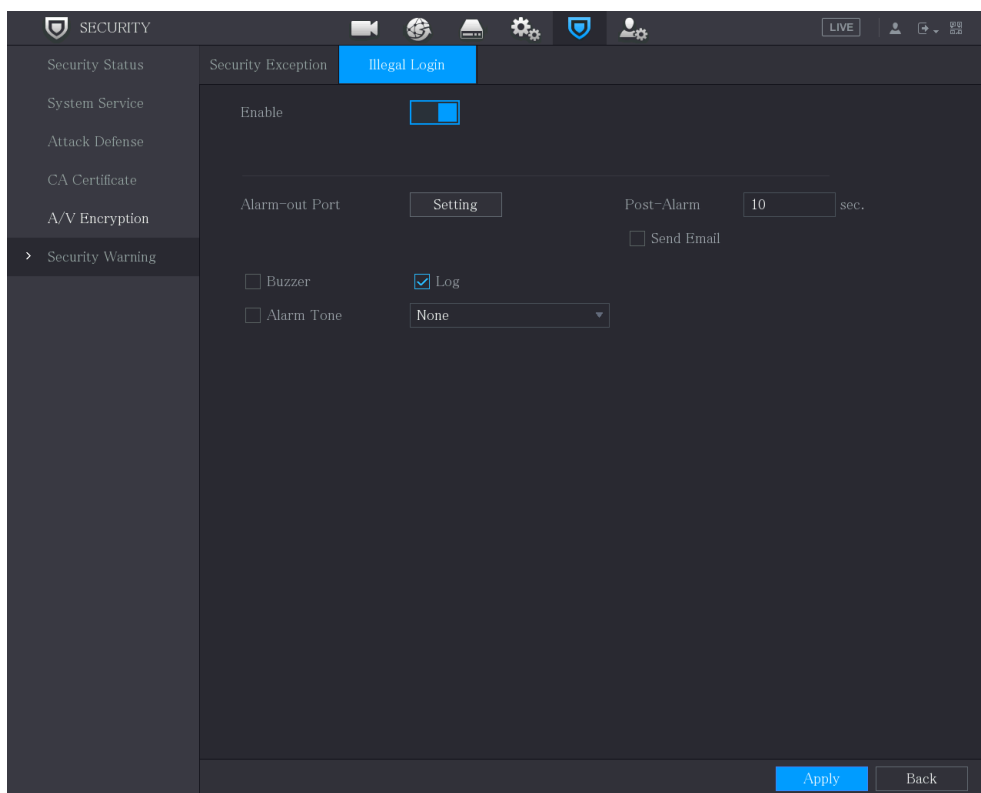 SECURITY
LIVE
Security Status
System Service
Attack Defense
CA Certificate
A/V Encryption
Security Warning
Security Exception
Illegal Login
Enable
Alarm-out Port
Setting
Post-Alarm
10
sec.
Send Email
Buzzer
Log
Alarm Tone
None
Apply
Back